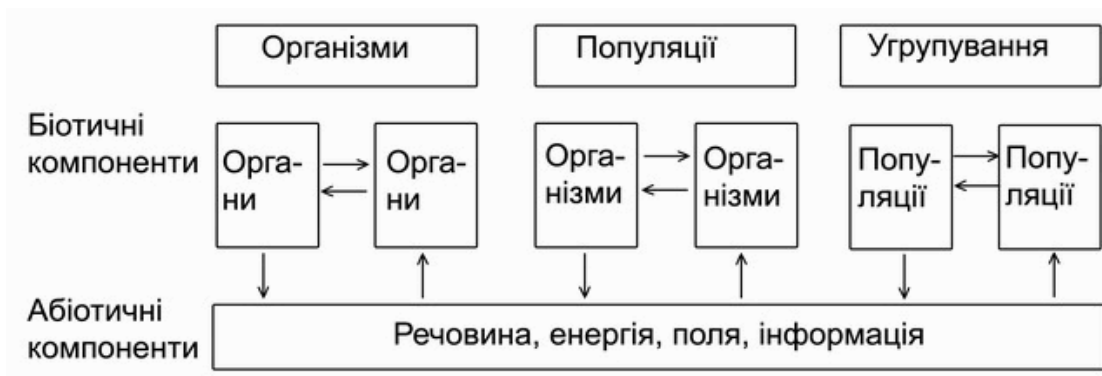 Організми
Популяції
Угрупування
Біотичні
компоненти
Орга-
ни
Орга-
ни
Орга-
нізми
Орга-
нізми
Попу-
ляції
Попу-
ляції
Абіотичні
компоненти
Речовина, енергія, поля, інформація